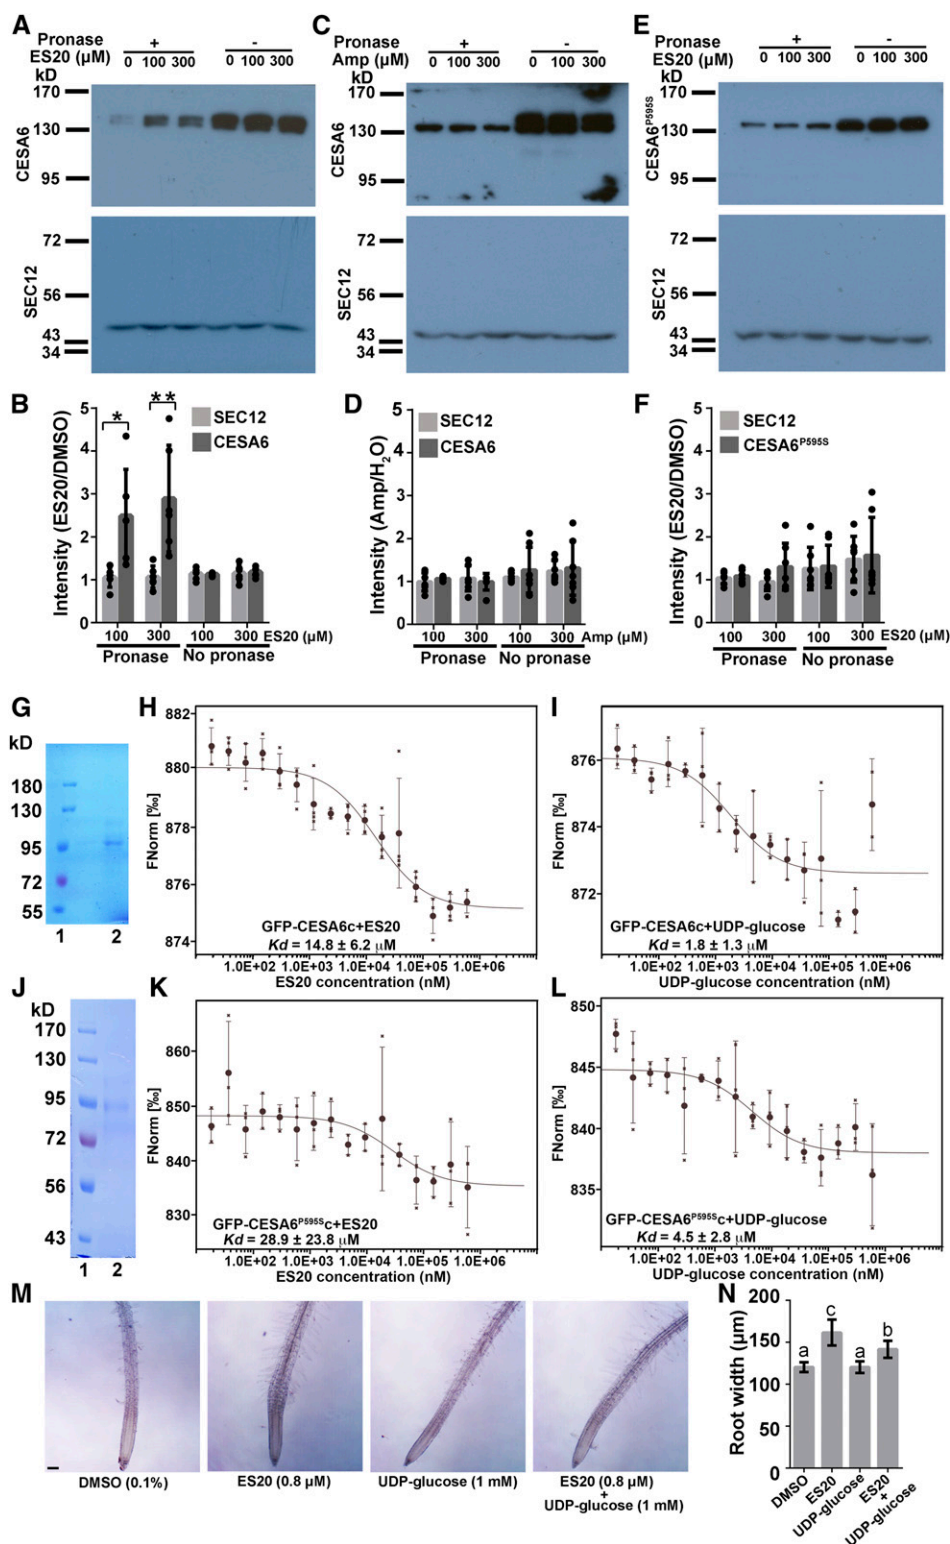 A
Pronase + -
ES20 (µM) 0 100 300 0 100 300
kD
170
130
95
CESA6
72
56
43
34
SEC12
C
Pronase + -
Amp (µM) 0 100 300 0 100 300
kD
170
130
95
CESA6
72
56
43
34
SEC12
E
Pronase + -
ES20 (µM) 0 100 300 0 100 300
kD
170
130
95
CESA6P595S
72
56
43
34
SEC12
B
Intensity (ES20/DMSO)
5
4
3
2
1
0
* **
SEC12
CESA6
100 300 100 300 ES20 (µM)
Pronase No pronase
D
Intensity (Amp/H2O)
5
4
3
2
1
0
SEC12
CESA6
100 300 100 300 Amp (µM)
Pronase No pronase
F
Intensity (ES20/DMSO)
5
4
3
2
1
0
SEC12
CESA6P595S
100 300 100 300 ES20 (µM)
Pronase No pronase
G
kD
180
130
95
72
55
1 2
H
FNorm [‰]
882
880
878
876
874
GFP-CESA6c+ES20
Kd = 14.8 ± 6.2 µM
1.0E+02 1.0E+03 1.0E+04 1.0E+05 1.0E+06
ES20 concentration (nM)
I
FNorm [‰]
876
874
872
GFP-CESA6c+UDP-glucose
Kd = 1.8 ± 1.3 µM
1.0E+02 1.0E+03 1.0E+04 1.0E+05 1.0E+06
UDP-glucose concentration (nM)
J
kD
170
130
95
72
56
43
1 2
K
FNorm [‰]
860
850
840
830
GFP-CESA6P595Sc+ES20
Kd = 28.9 ± 23.8 µM
1.0E+02 1.0E+03 1.0E+04 1.0E+05 1.0E+06
ES20 concentration (nM)
L
FNorm [‰]
850
845
840
835
GFP-CESA6P595Sc+UDP-glucose
Kd = 4.5 ± 2.8 µM
1.0E+02 1.0E+03 1.0E+04 1.0E+05 1.0E+06
UDP-glucose concentration (nM)
M
DMSO (0.1%)
ES20 (0.8 µM)
UDP-glucose (1 mM)
ES20 (0.8 µM)
+
UDP-glucose (1 mM)
N
Root width (µm)
200
150
100
50
0
a c a b
DMSO
ES20
UDP-glucose
ES20
+
UDP-glucose